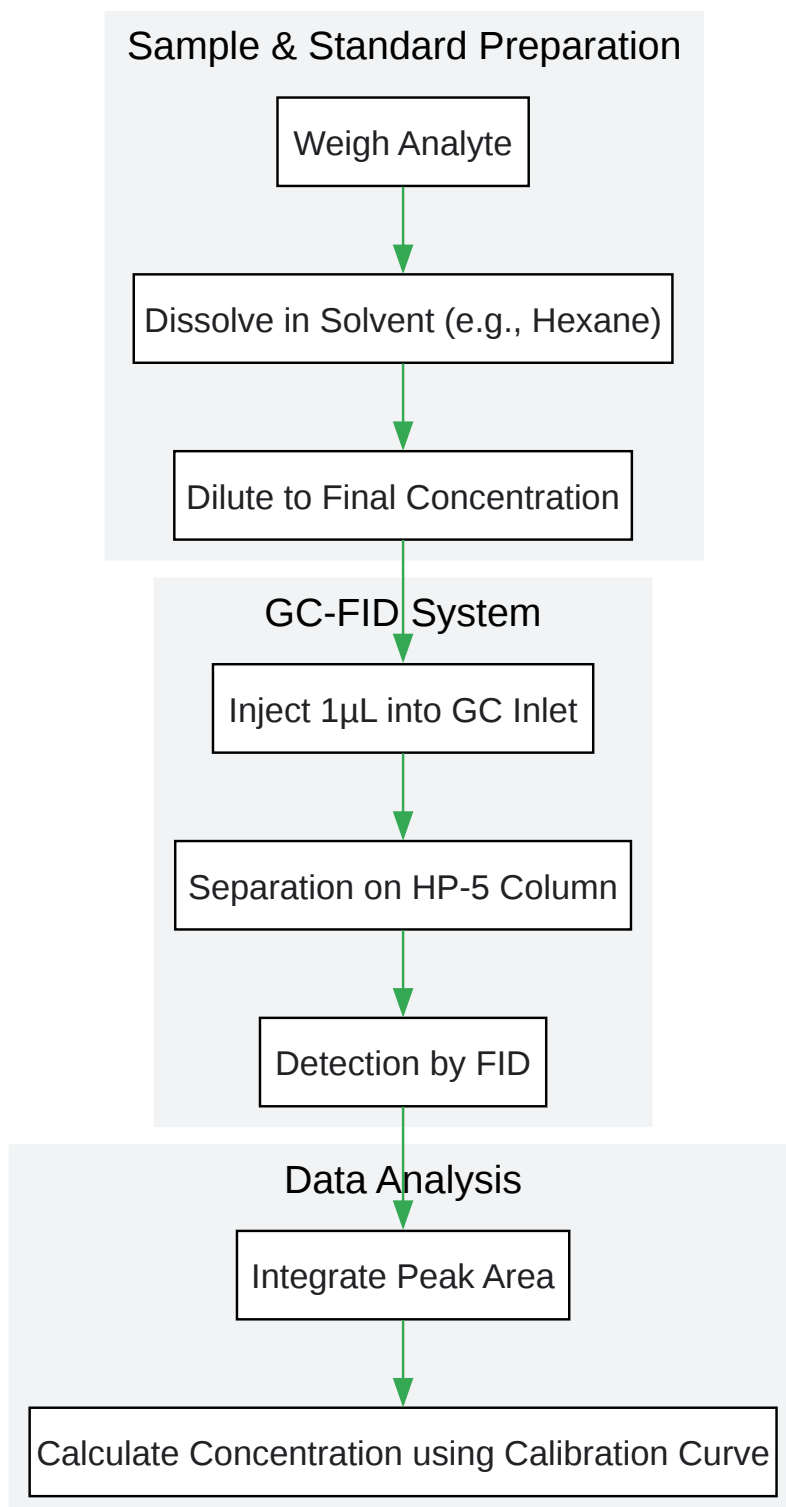 Sample & Standard Preparation
Weigh Analyte
Dissolve in Solvent (e.g., Hexane)
Dilute to Final Concentration
GC-FID System
Inject 1µL into GC Inlet
Separation on HP-5 Column
Detection by FID
Data Analysis
Integrate Peak Area
Calculate Concentration using Calibration Curve